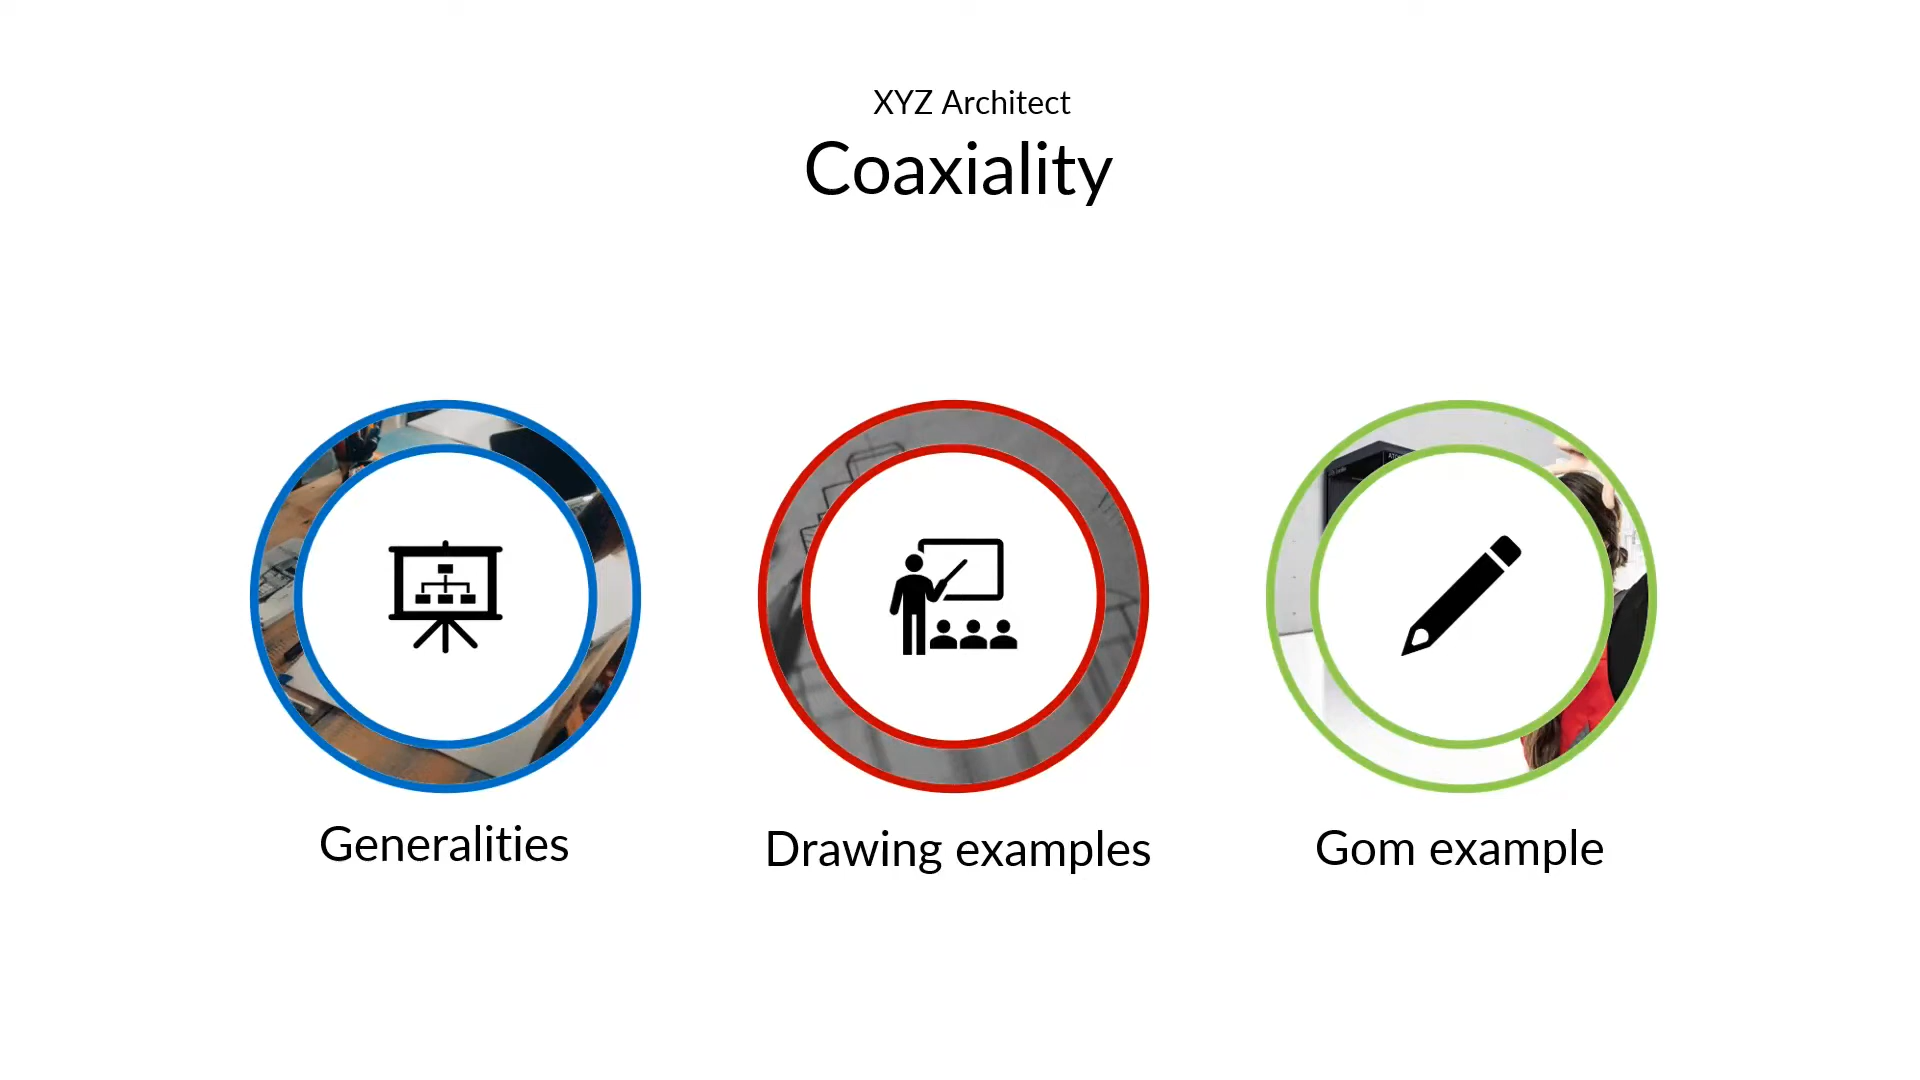 XYZ Architect
Coaxiality
Generalities
Drawing examples
Gom example